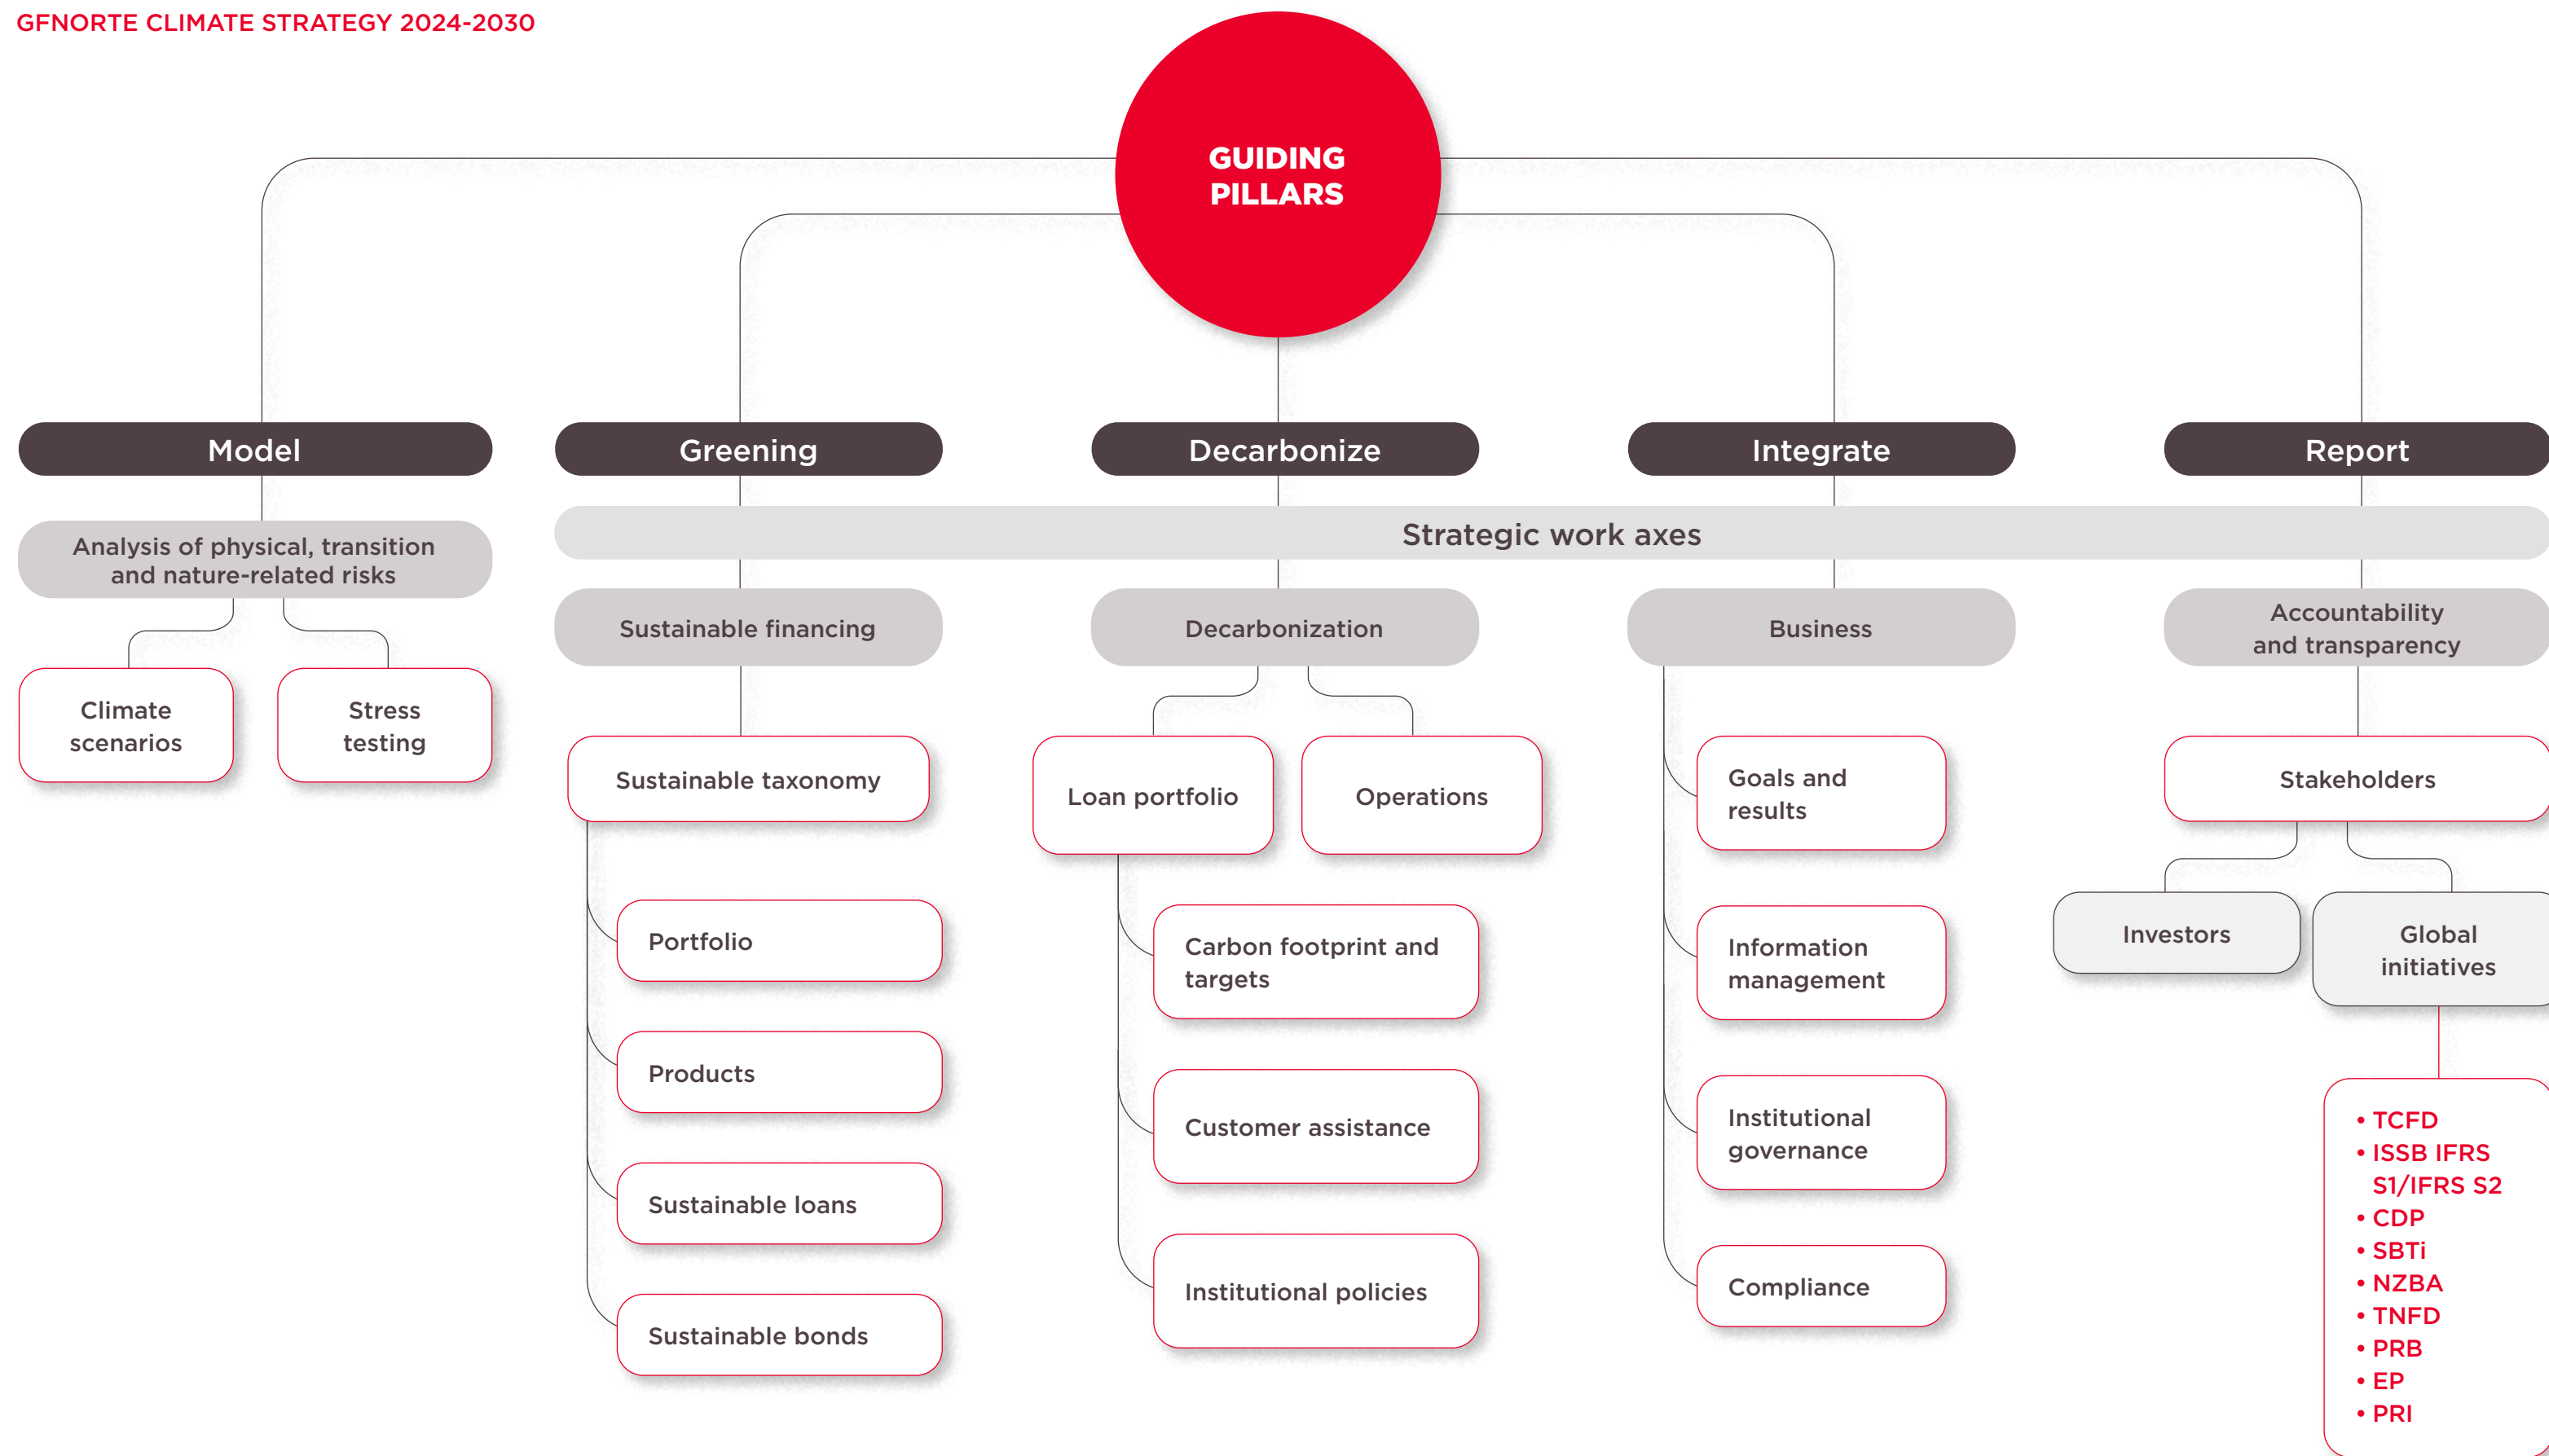 GFNORTE CLIMATE STRATEGY 2024-2030
GUIDING
PILLARS
Model
Greening
Decarbonize
Integrate
Report
Strategic work axes
Analysis of physical, transition
and nature-related risks
Climate
scenarios
Stress
testing
Sustainable financing
Sustainable taxonomy
Portfolio
Products
Sustainable loans
Sustainable bonds
Decarbonization
Loan portfolio
Operations
Carbon footprint and
targets
Customer assistance
Institutional policies
Business
Goals and
results
Information
management
Institutional
governance
Compliance
Accountability
and transparency
Stakeholders
Investors
Global
initiatives
• TCFD
• ISSB IFRS
S1/IFRS S2
• CDP
• SBTi
• NZBA
• TNFD
• PRB
• EP
• PRI